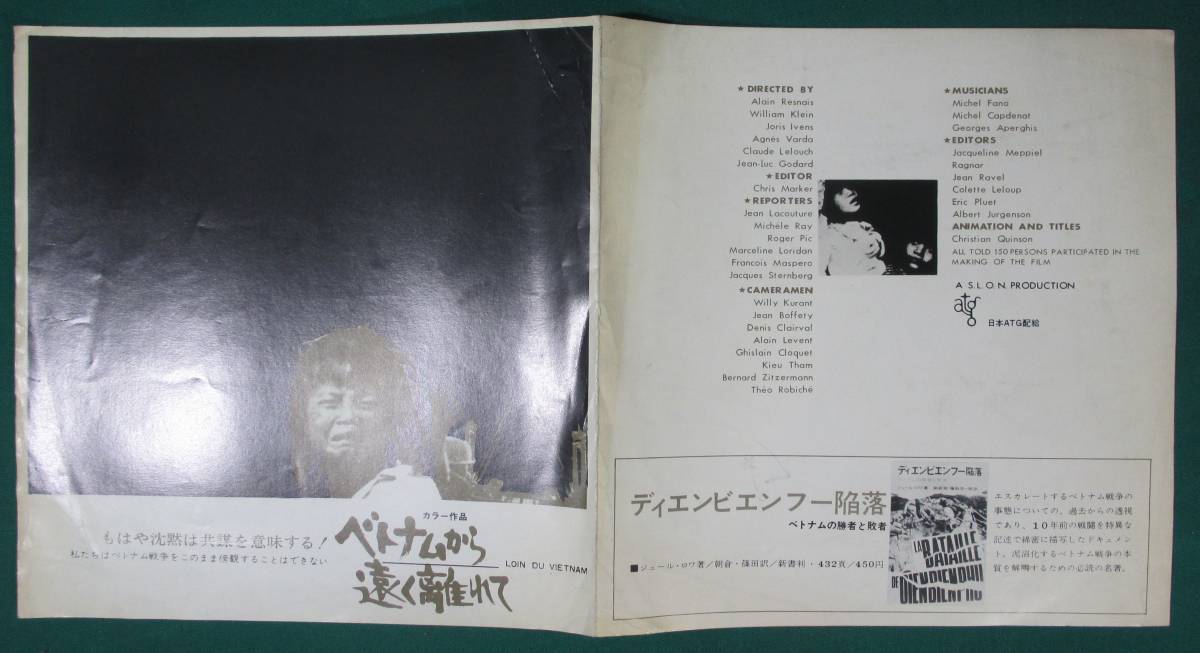 カラー作品
もはや沈黙は共謀を意味する!
私たちはベトナム戦争をこのまま傍観することはできない
ベトナムから
LOIN DU VIETNAM
遠く離れて
★ DIRECTED BY
Alain Resnais
William Klein
Joris Ivens
Agnès Varda
Claude Lelouch
Jean-Luc Godard
★ EDITOR
Chris Marker
★ REPORTERS
Jean Lacouture
Michèle Ray
Roger Pic
Marceline Loridan
Francois Maspero
Jacques Sternberg
★ CAMERAMEN
Willy Kurant
Jean Boffety
Denis Clairval
Alain Levent
Ghislain Cloquet
Kieu Tham
Bernard Zitzermann
Théo Robiché
★ MUSICIANS
Michel Fano
Michel Capdenat
Georges Aperghis
★ EDITORS
Jacqueline Meppiel
Ragnar
Jean Ravel
Colette Leloup
Eric Pluet
Albert Jurgenson
ANIMATION AND TITLES
Christian Quinson
ALL TOLD 150 PERSONS PARTICIPATED IN THE
MAKING OF THE FILM
A S.L.O.N. PRODUCTION
atg
日本ATG配給
ディエンビエンフー陥落
ベトナムの勝者と敗者
■ジュール・ロワ著/朝倉・篠田訳/新書判・432頁/450円
ディエンビエンフー陥落
LA BATAILLE
BATAILLE
DE DIENBIENPHU
エスカレートするベトナム戦争の
事態についての、過去からの透視
であり、10年前の戦闘を特異な
記述で綿密に描写したドキュメン
ト。泥沼化するベトナム戦争の本
質を解明するための必読の名著。